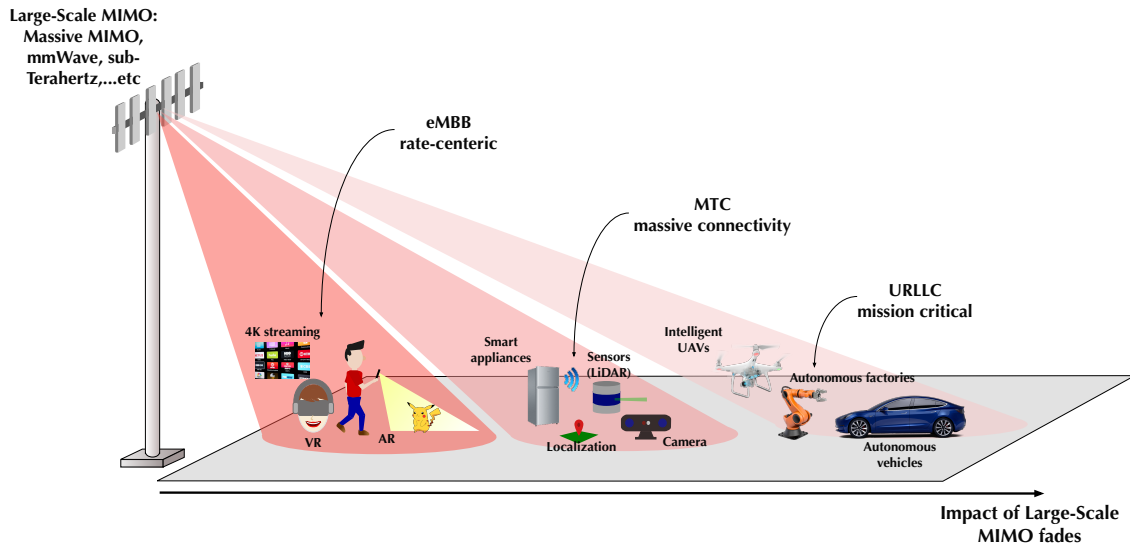 Large-Scale MIMO:
Massive MIMO,
mmWave, sub-
Terahertz,...etc
eMBB
rate-centeric
MTC
massive connectivity
URLLC
mission critical
4K streaming
VR
AR
Smart
appliances
Sensors
(LiDAR)
Localization
Camera
Intelligent
UAVs
Autonomous factories
Autonomous
vehicles
Impact of Large-Scale
MIMO fades